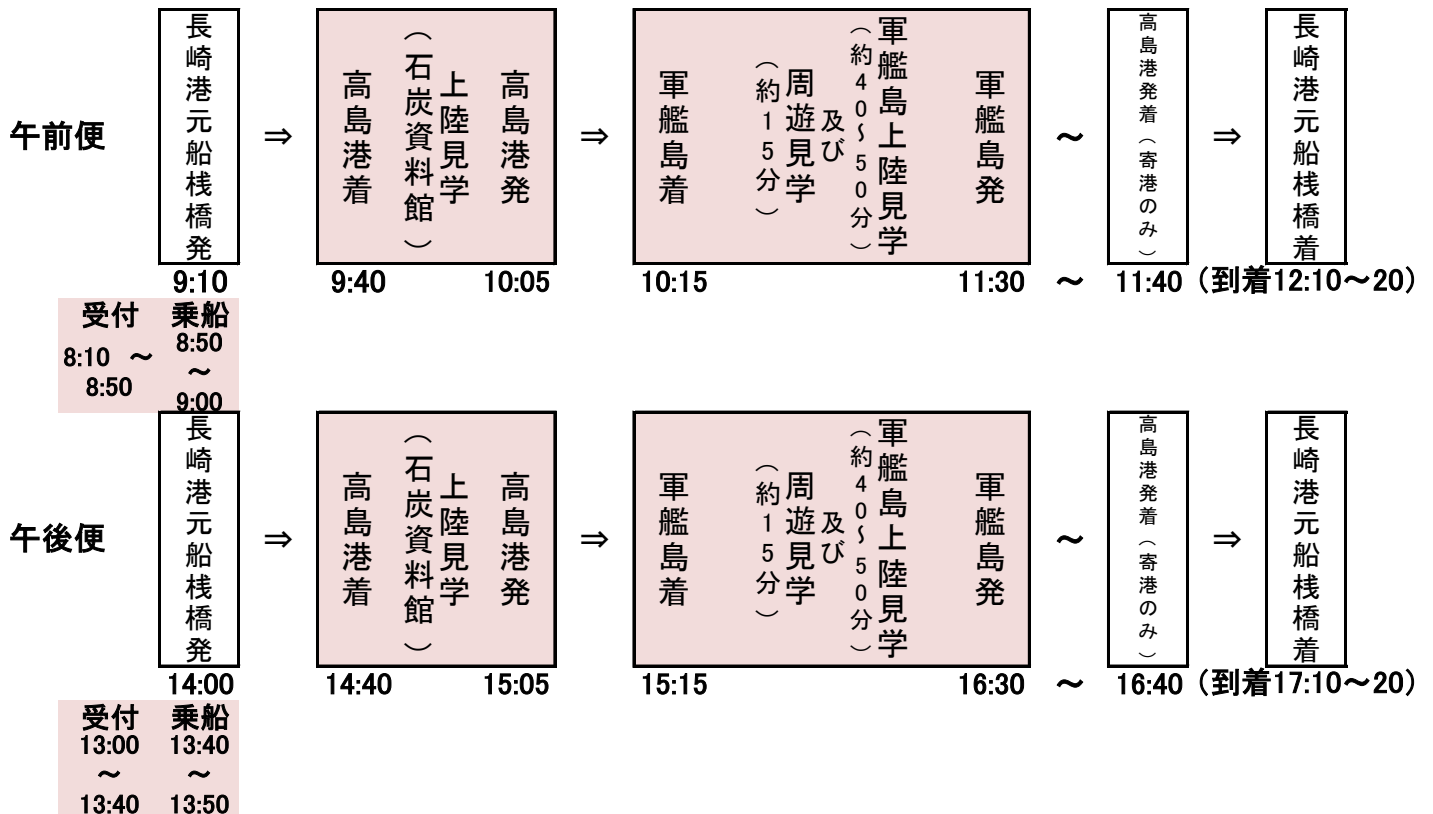 午前便
長崎港元船桟橋発
⇒
高島港着
上陸見学
（石炭資料館）
高島港発
⇒
軍艦島着
軍艦島上陸見学
（約40～50分）
及び
周遊見学
（約15分）
軍艦島発
～
高島港発着（寄港のみ）
⇒
長崎港元船桟橋着
9:10 9:40 10:05 10:15 11:30 ～ 11:40 （到着12:10～20）
受付 乗船
8:10 ～
8:50
8:50
～
9:00
午後便
長崎港元船桟橋発
⇒
高島港着
上陸見学
（石炭資料館）
高島港発
⇒
軍艦島着
軍艦島上陸見学
（約40～50分）
及び
周遊見学
（約15分）
軍艦島発
～
高島港発着（寄港のみ）
⇒
長崎港元船桟橋着
14:00 14:40 15:05 15:15 16:30 ～ 16:40 （到着17:10～20）
受付 乗船
13:00 13:40
～ ～
13:40 13:50